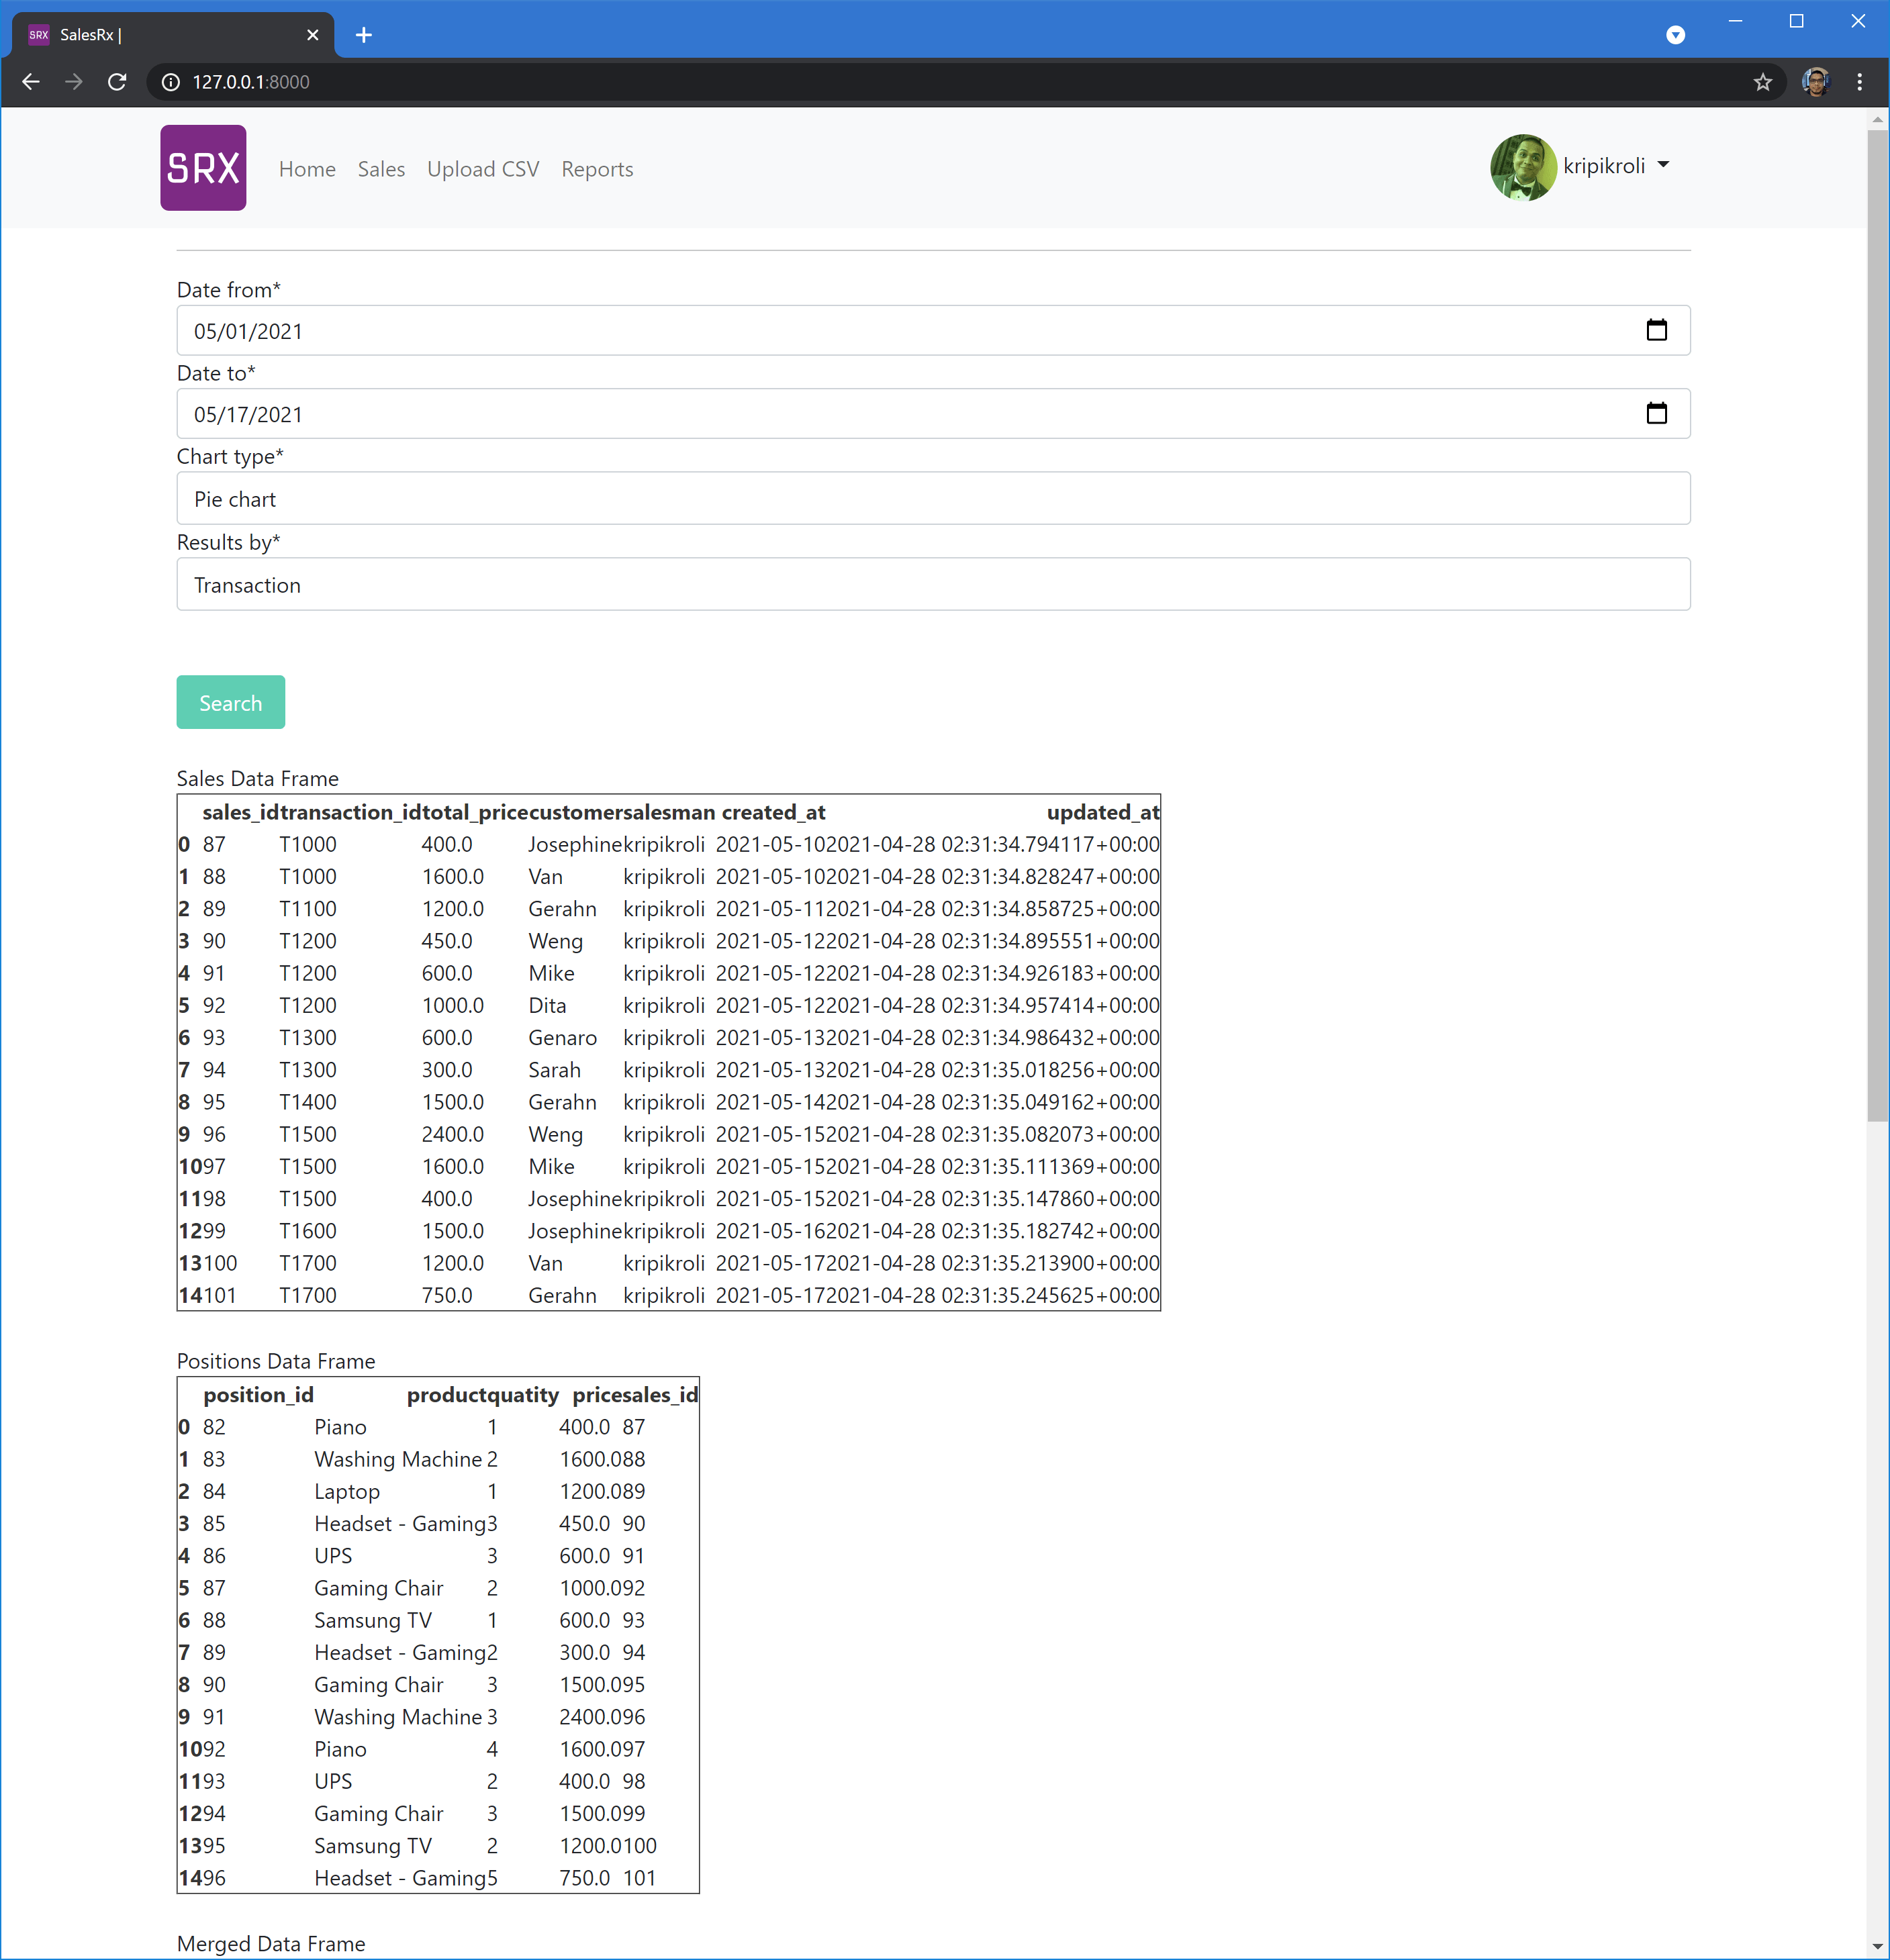 SRX SalesRx |
127.0.0.1:8000
SRX Home Sales Upload CSV Reports kripikroli
Date from*
05/01/2021
Date to*
05/17/2021
Chart type*
Pie chart
Results by*
Transaction
Search
Sales Data Frame
sales_id transaction_id total_price customer salesman created_at updated_at
0 87 T1000 400.0 Josephine kripikroli 2021-05-10 2021-04-28 02:31:34.794117+00:00
1 88 T1000 1600.0 Van kripikroli 2021-05-10 2021-04-28 02:31:34.828247+00:00
2 89 T1100 1200.0 Gerahn kripikroli 2021-05-11 2021-04-28 02:31:34.858725+00:00
3 90 T1200 450.0 Weng kripikroli 2021-05-12 2021-04-28 02:31:34.895551+00:00
4 91 T1200 600.0 Mike kripikroli 2021-05-12 2021-04-28 02:31:34.926183+00:00
5 92 T1200 1000.0 Dita kripikroli 2021-05-12 2021-04-28 02:31:34.957414+00:00
6 93 T1300 600.0 Genaro kripikroli 2021-05-13 2021-04-28 02:31:34.986432+00:00
7 94 T1300 300.0 Sarah kripikroli 2021-05-13 2021-04-28 02:31:35.018256+00:00
8 95 T1400 1500.0 Gerahn kripikroli 2021-05-14 2021-04-28 02:31:35.049162+00:00
9 96 T1500 2400.0 Weng kripikroli 2021-05-15 2021-04-28 02:31:35.082073+00:00
10 97 T1500 1600.0 Mike kripikroli 2021-05-15 2021-04-28 02:31:35.111369+00:00
11 98 T1500 400.0 Josephine kripikroli 2021-05-15 2021-04-28 02:31:35.147860+00:00
12 99 T1600 1500.0 Josephine kripikroli 2021-05-16 2021-04-28 02:31:35.182742+00:00
13 100 T1700 1200.0 Van kripikroli 2021-05-17 2021-04-28 02:31:35.213900+00:00
14 101 T1700 750.0 Gerahn kripikroli 2021-05-17 2021-04-28 02:31:35.245625+00:00
Positions Data Frame
position_id product quatity price sales_id
0 82 Piano 1 400.0 87
1 83 Washing Machine 2 1600.0 88
2 84 Laptop 1 1200.0 89
3 85 Headset - Gaming 3 450.0 90
4 86 UPS 3 600.0 91
5 87 Gaming Chair 2 1000.0 92
6 88 Samsung TV 1 600.0 93
7 89 Headset - Gaming 2 300.0 94
8 90 Gaming Chair 3 1500.0 95
9 91 Washing Machine 3 2400.0 96
10 92 Piano 4 1600.0 97
11 93 UPS 2 400.0 98
12 94 Gaming Chair 3 1500.0 99
13 95 Samsung TV 2 1200.0 100
14 96 Headset - Gaming 5 750.0 101
Merged Data Frame